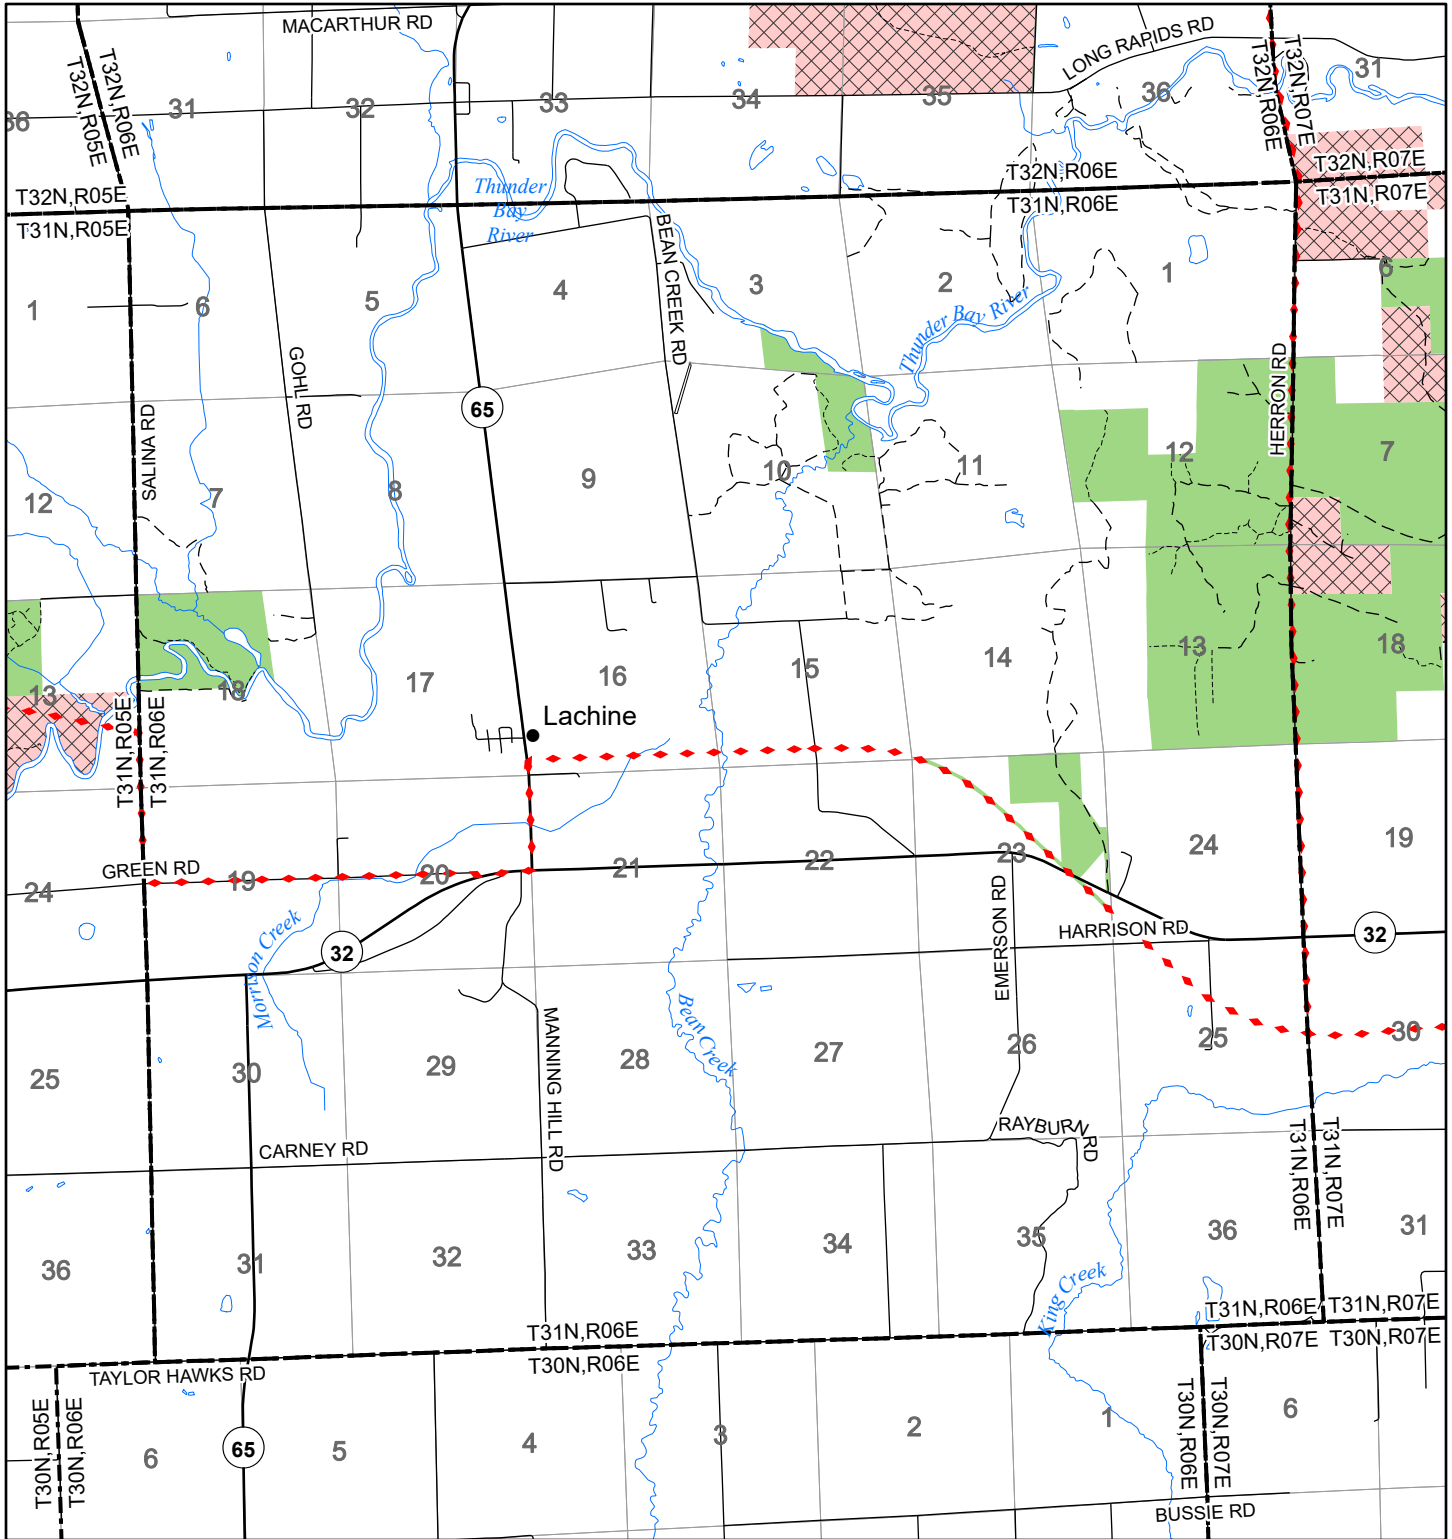 MACARTHUR RD
LONG RAPIDS RD
T32N,R05E
T32N,R06E
T32N,R06E
T32N,R07E
36
31
32
33
34
35
36
31
T32N,R05E
T31N,R05E
T32N,R06E
T31N,R06E
T32N,R07E
T31N,R07E
Thunder
Bay
River
BEAN CREEK RD
1
6
5
4
3
2
1
6
Thunder Bay River
GOHL RD
65
HERRON RD
SALINA RD
12
7
8
9
10
11
12
7
13
18
17
16
15
14
13
18
Lachine
T31N,R05E
T31N,R06E
GREEN RD
24
19
20
21
22
23
24
19
EMERSON RD
HARRISON RD
32
32
Morrison Creek
Bean Creek
MANNING HILL RD
25
30
29
28
27
26
25
30
CARNEY RD
RAYBURN RD
T31N,R06E
T31N,R07E
36
31
32
33
34
35
36
31
King Creek
T31N,R06E
T30N,R06E
T31N,R06E
T30N,R07E
T31N,R07E
T30N,R07E
TAYLOR HAWKS RD
T30N,R05E
T30N,R06E
T30N,R06E
T30N,R07E
6
65
5
4
3
2
1
6
BUSSIE RD